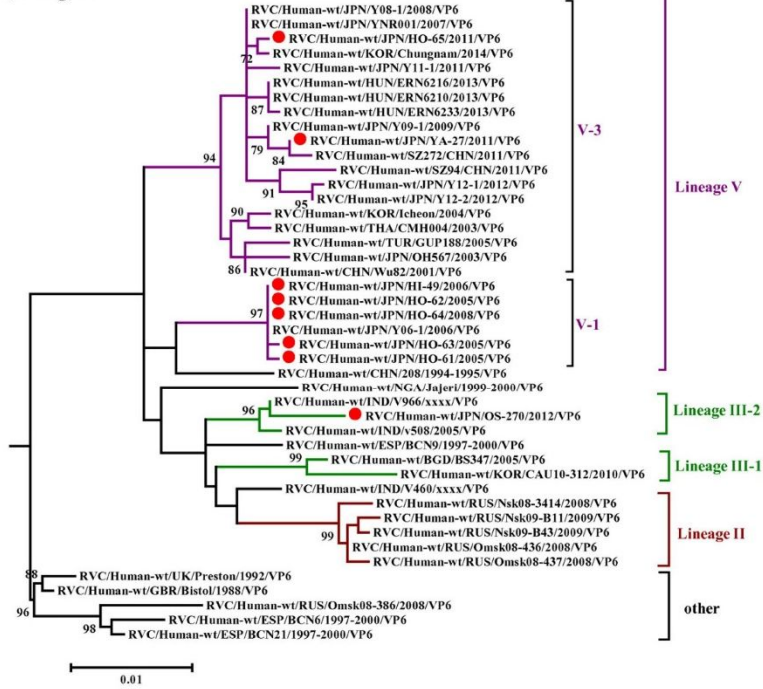 RVC/Human-wt/JPN/Y08-1/2008/VP6
RVC/Human-wt/JPN/YNR001/2007/VP6
RVC/Human-wt/JPN/HO-65/2011/VP6
RVC/Human-wt/KOR/Chungnam/2014/VP6
72
RVC/Human-wt/JPN/Y11-1/2011/VP6
RVC/Human-wt/HUN/ERN6216/2013/VP6
RVC/Human-wt/HUN/ERN6210/2013/VP6
87
RVC/Human-wt/HUN/ERN6233/2013/VP6
RVC/Human-wt/JPN/Y09-1/2009/VP6
V-3
RVC/Human-wt/JPN/YA-27/2011/VP6
79
RVC/Human-wt/SZ272/CHN/2011/VP6
94
84
RVC/Human-wt/SZ94/CHN/2011/VP6
RVC/Human-wt/JPN/Y12-1/2012/VP6
Lineage V
91
RVC/Human-wt/JPN/Y12-2/2012/VP6
95
RVC/Human-wt/KOR/Icheon/2004/VP6
90
RVC/Human-wt/THA/CMH004/2003/VP6
RVC/Human-wt/TUR/GUP188/2005/VP6
RVC/Human-wt/JPN/OH567/2003/VP6
86
RVC/Human-wt/CHN/Wu82/2001/VP6
RVC/Human-wt/JPN/HI-49/2006/VP6
RVC/Human-wt/JPN/HO-62/2005/VP6
97
RVC/Human-wt/JPN/HO-64/2008/VP6
V-1
RVC/Human-wt/JPN/Y06-1/2006/VP6
RVC/Human-wt/JPN/HO-63/2005/VP6
RVC/Human-wt/JPN/HO-61/2005/VP6
RVC/Human-wt/CHN/208/1994-1995/VP6
RVC/Human-wt/NGA/Jajeri/1999-2000/VP6
RVC/Human-wt/IND/V966/xxxx/VP6
96
RVC/Human-wt/JPN/OS-270/2012/VP6
Lineage III-2
RVC/Human-wt/IND/v508/2005/VP6
RVC/Human-wt/ESP/BCN9/1997-2000/VP6
99
RVC/Human-wt/BGD/BS347/2005/VP6
Lineage III-1
RVC/Human-wt/KOR/CAU10-312/2010/VP6
RVC/Human-wt/IND/V460/xxxx/VP6
RVC/Human-wt/RUS/Nsk08-3414/2008/VP6
RVC/Human-wt/RUS/Nsk09-B11/2009/VP6
RVC/Human-wt/RUS/Nsk09-B43/2009/VP6
Lineage II
99
RVC/Human-wt/RUS/Omsk08-436/2008/VP6
RVC/Human-wt/RUS/Omsk08-437/2008/VP6
88
RVC/Human-wt/UK/Preston/1992/VP6
RVC/Human-wt/GBR/Bistol/1988/VP6
96
RVC/Human-wt/RUS/Omsk08-386/2008/VP6
other
RVC/Human-wt/ESP/BCN6/1997-2000/VP6
98
RVC/Human-wt/ESP/BCN21/1997-2000/VP6
0.01